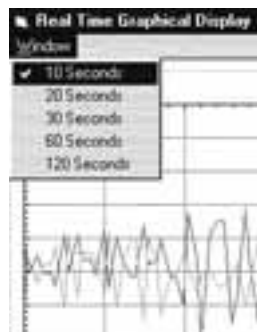 Real Time Graphical Display
Window
✔ 10 Seconds
20 Seconds
30 Seconds
60 Seconds
120 Seconds